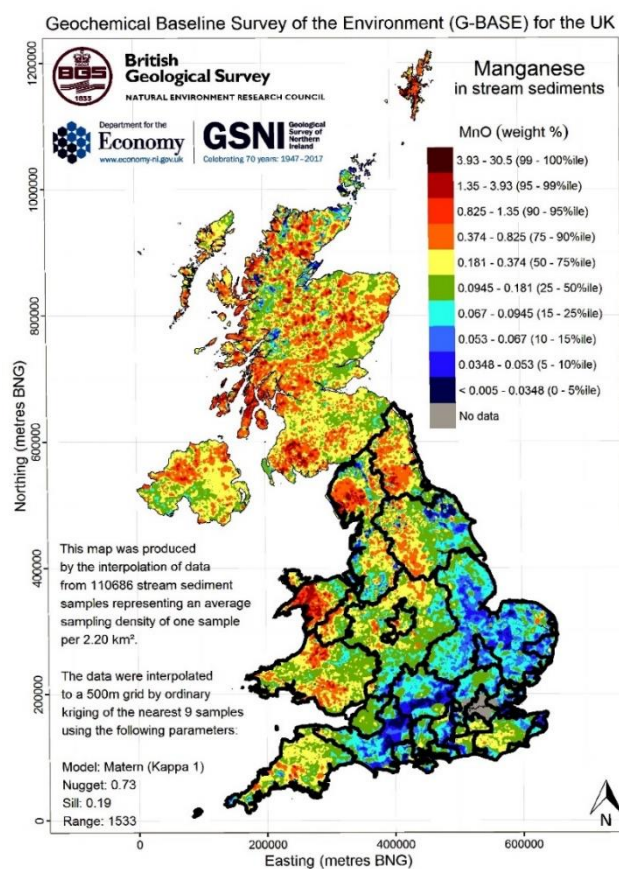 Geochemical Baseline Survey of the Environment (G-BASE) for the UK
BGS
1835
British
Geological Survey
NATURAL ENVIRONMENT RESEARCH COUNCIL
Department for the
Economy
www.economy-ni.gov.uk
GSNI
Geological
Survey of
Northern
Ireland
Celebrating 70 years: 1947–2017
Manganese
in stream sediments
MnO (weight %)
3.93 - 30.5 (99 - 100%ile)
1.35 - 3.93 (95 - 99%ile)
0.825 - 1.35 (90 - 95%ile)
0.374 - 0.825 (75 - 90%ile)
0.181 - 0.374 (50 - 75%ile)
0.0945 - 0.181 (25 - 50%ile)
0.067 - 0.0945 (15 - 25%ile)
0.053 - 0.067 (10 - 15%ile)
0.0348 - 0.053 (5 - 10%ile)
< 0.005 - 0.0348 (0 - 5%ile)
No data
Northing (metres BNG)
1200000
1000000
800000
600000
400000
200000
0
This map was produced
by the interpolation of data
from 110686 stream sediment
samples representing an average
sampling density of one sample
per 2.20 km².
The data were interpolated
to a 500m grid by ordinary
kriging of the nearest 9 samples
using the following parameters:
Model: Matern (Kappa 1)
Nugget: 0.73
Sill: 0.19
Range: 1533
N
0
200000
400000
600000
Easting (metres BNG)